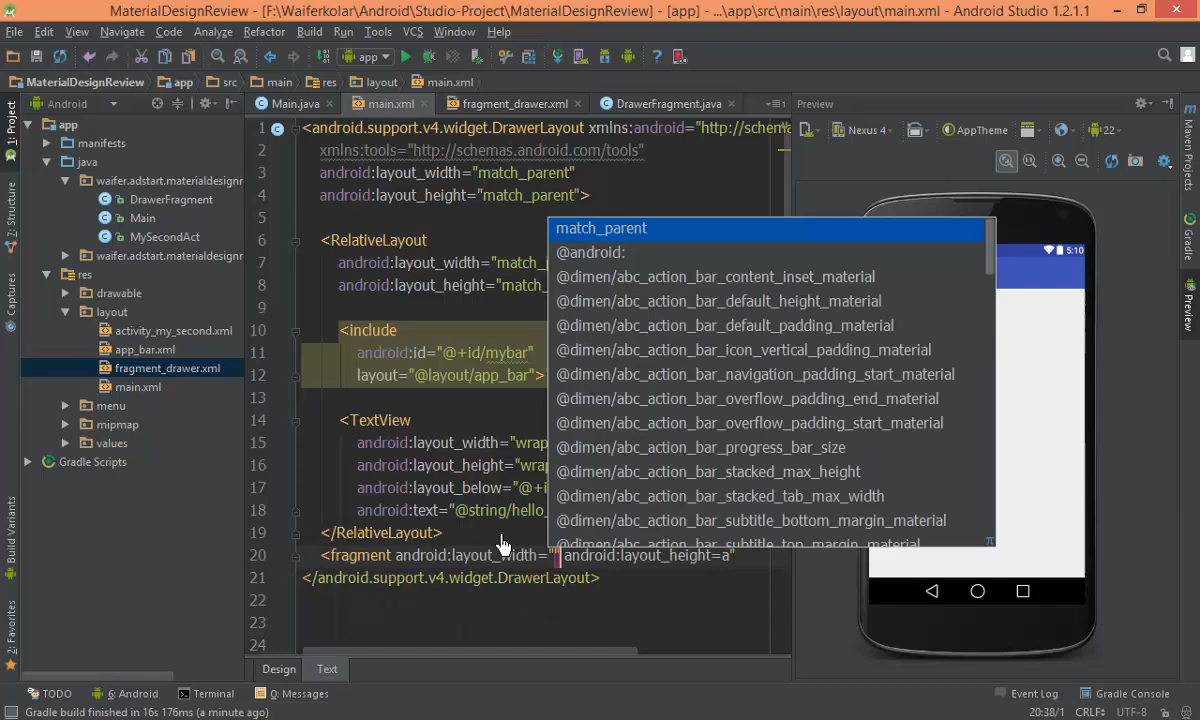 MaterialDesignReview - [F:\Waiferkolar\Android\Studio-Project\MaterialDesignReview] - [app] - ...\app\src\main\res\layout\main.xml - Android Studio 1.2.1.1
File Edit View Navigate Code Analyze Refactor Build Run Tools VCS Window Help
app
MaterialDesignReview app src main res layout main.xml
Android
Main.java main.xml fragment_drawer.xml DrawerFragment.java
Preview
Nexus 4 AppTheme 22
1: Project
7: Structure
Captures
Build Variants
2: Favorites
app
manifests
java
waifer.adstart.materialdesignr
DrawerFragment
Main
MySecondAct
waifer.adstart.materialdesignr
res
drawable
layout
activity_my_second.xml
app_bar.xml
fragment_drawer.xml
main.xml
menu
mipmap
values
Gradle Scripts
1 <android.support.v4.widget.DrawerLayout xmlns:android="http://schem
2 xmlns:tools="http://schemas.android.com/tools"
3 android:layout_width="match_parent"
4 android:layout_height="match_parent">
5
6 <RelativeLayout
7 android:layout_width="match_
8 android:layout_height="match_
9
10 <include
11 android:id="@+id/mybar"
12 layout="@layout/app_bar">
13
14 <TextView
15 android:layout_width="wrap
16 android:layout_height="wrap
17 android:layout_below="@+i
18 android:text="@string/hello_
19 </RelativeLayout>
20 <fragment android:layout_width="" android:layout_height=a"
21 </android.support.v4.widget.DrawerLayout>
22
23
24
match_parent
@android:
@dimen/abc_action_bar_content_inset_material
@dimen/abc_action_bar_default_height_material
@dimen/abc_action_bar_default_padding_material
@dimen/abc_action_bar_icon_vertical_padding_material
@dimen/abc_action_bar_navigation_padding_start_material
@dimen/abc_action_bar_overflow_padding_end_material
@dimen/abc_action_bar_overflow_padding_start_material
@dimen/abc_action_bar_progress_bar_size
@dimen/abc_action_bar_stacked_max_height
@dimen/abc_action_bar_stacked_tab_max_width
@dimen/abc_action_bar_subtitle_bottom_margin_material
@dimen/abc_action_bar_subtitle_top_margin_material
π
5:10
Maven Projects
Gradle
Preview
Design Text
TODO 6: Android Terminal 0: Messages Event Log Gradle Console
Gradle build finished in 16s 176ms (a minute ago) 20:38/1 CRLF UTF-8